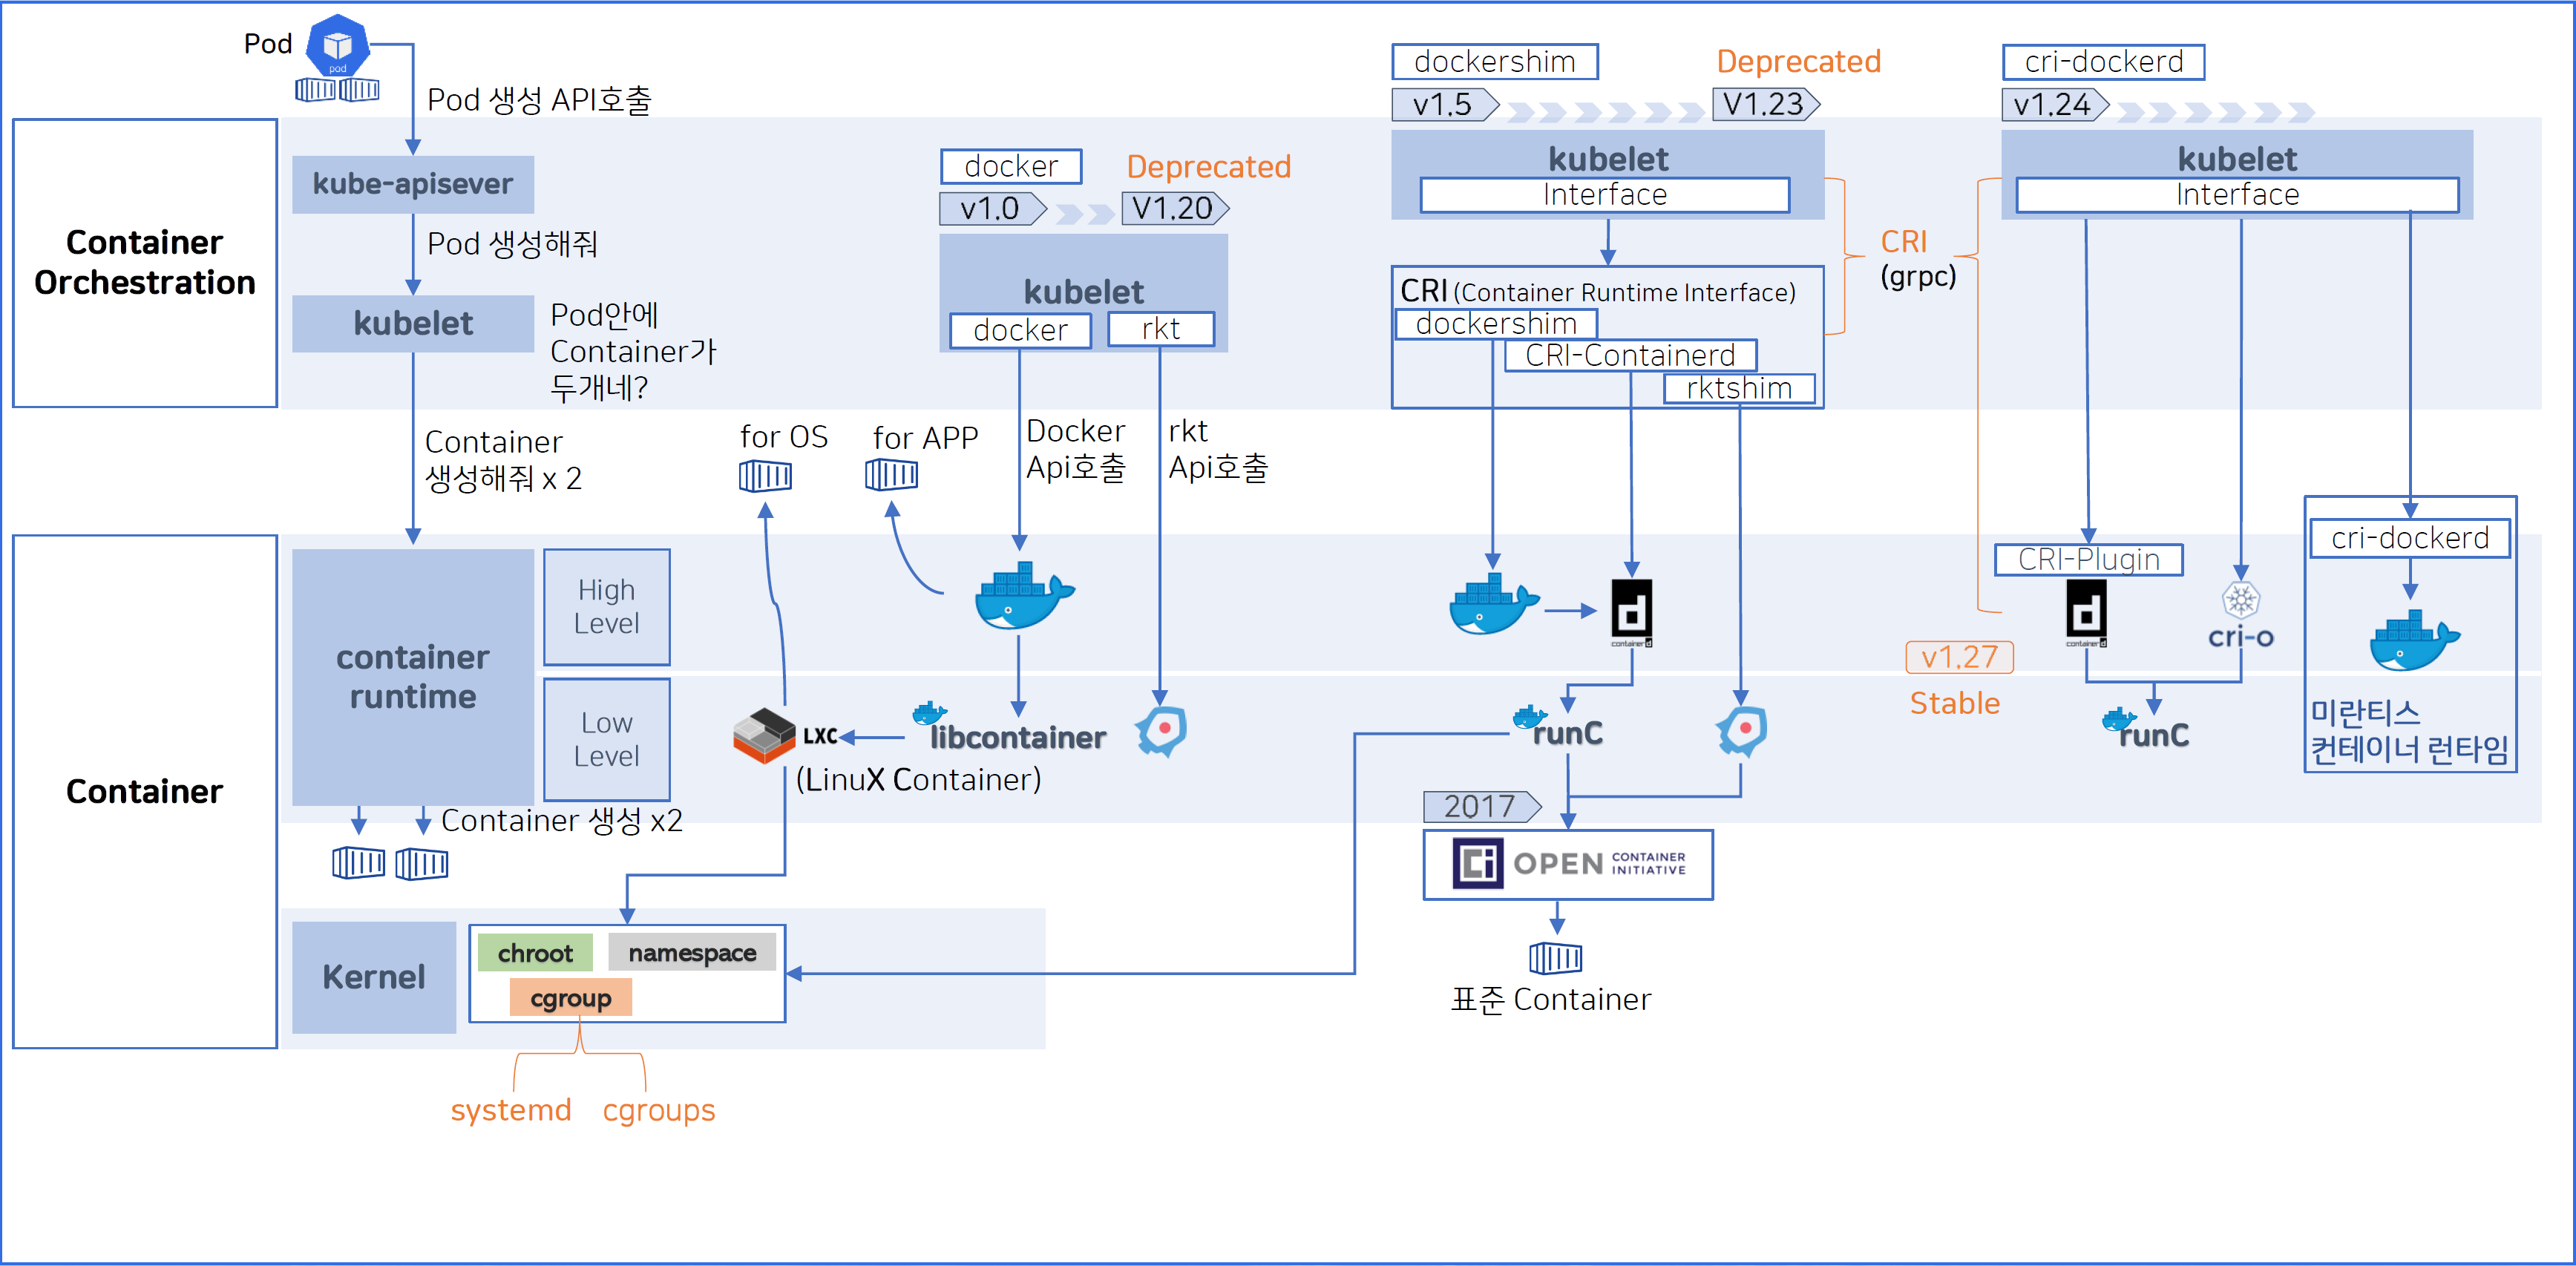 Pod
pod
Pod 생성 API호출
Container
Orchestration
kube-apisever
Pod 생성해줘
kubelet
Pod안에
Container가
두개네?
Container
생성해줘 x 2
docker
Deprecated
v1.0
V1.20
kubelet
docker
rkt
Docker
Api호출
rkt
Api호출
for OS
for APP
dockershim
Deprecated
v1.5
V1.23
kubelet
Interface
CRI (Container Runtime Interface)
dockershim
CRI-Containerd
rktshim
CRI
(grpc)
cri-dockerd
v1.24
kubelet
Interface
Container
container
runtime
High
Level
Low
Level
Container 생성 x2
LXC
(LinuX Container)
libcontainer
containerd
runC
2017
Ci OPEN CONTAINER
INITIATIVE
표준 Container
v1.27
Stable
CRI-Plugin
containerd
cri-o
runC
cri-dockerd
미란티스
컨테이너 런타임
Kernel
chroot
namespace
cgroup
systemd
cgroups